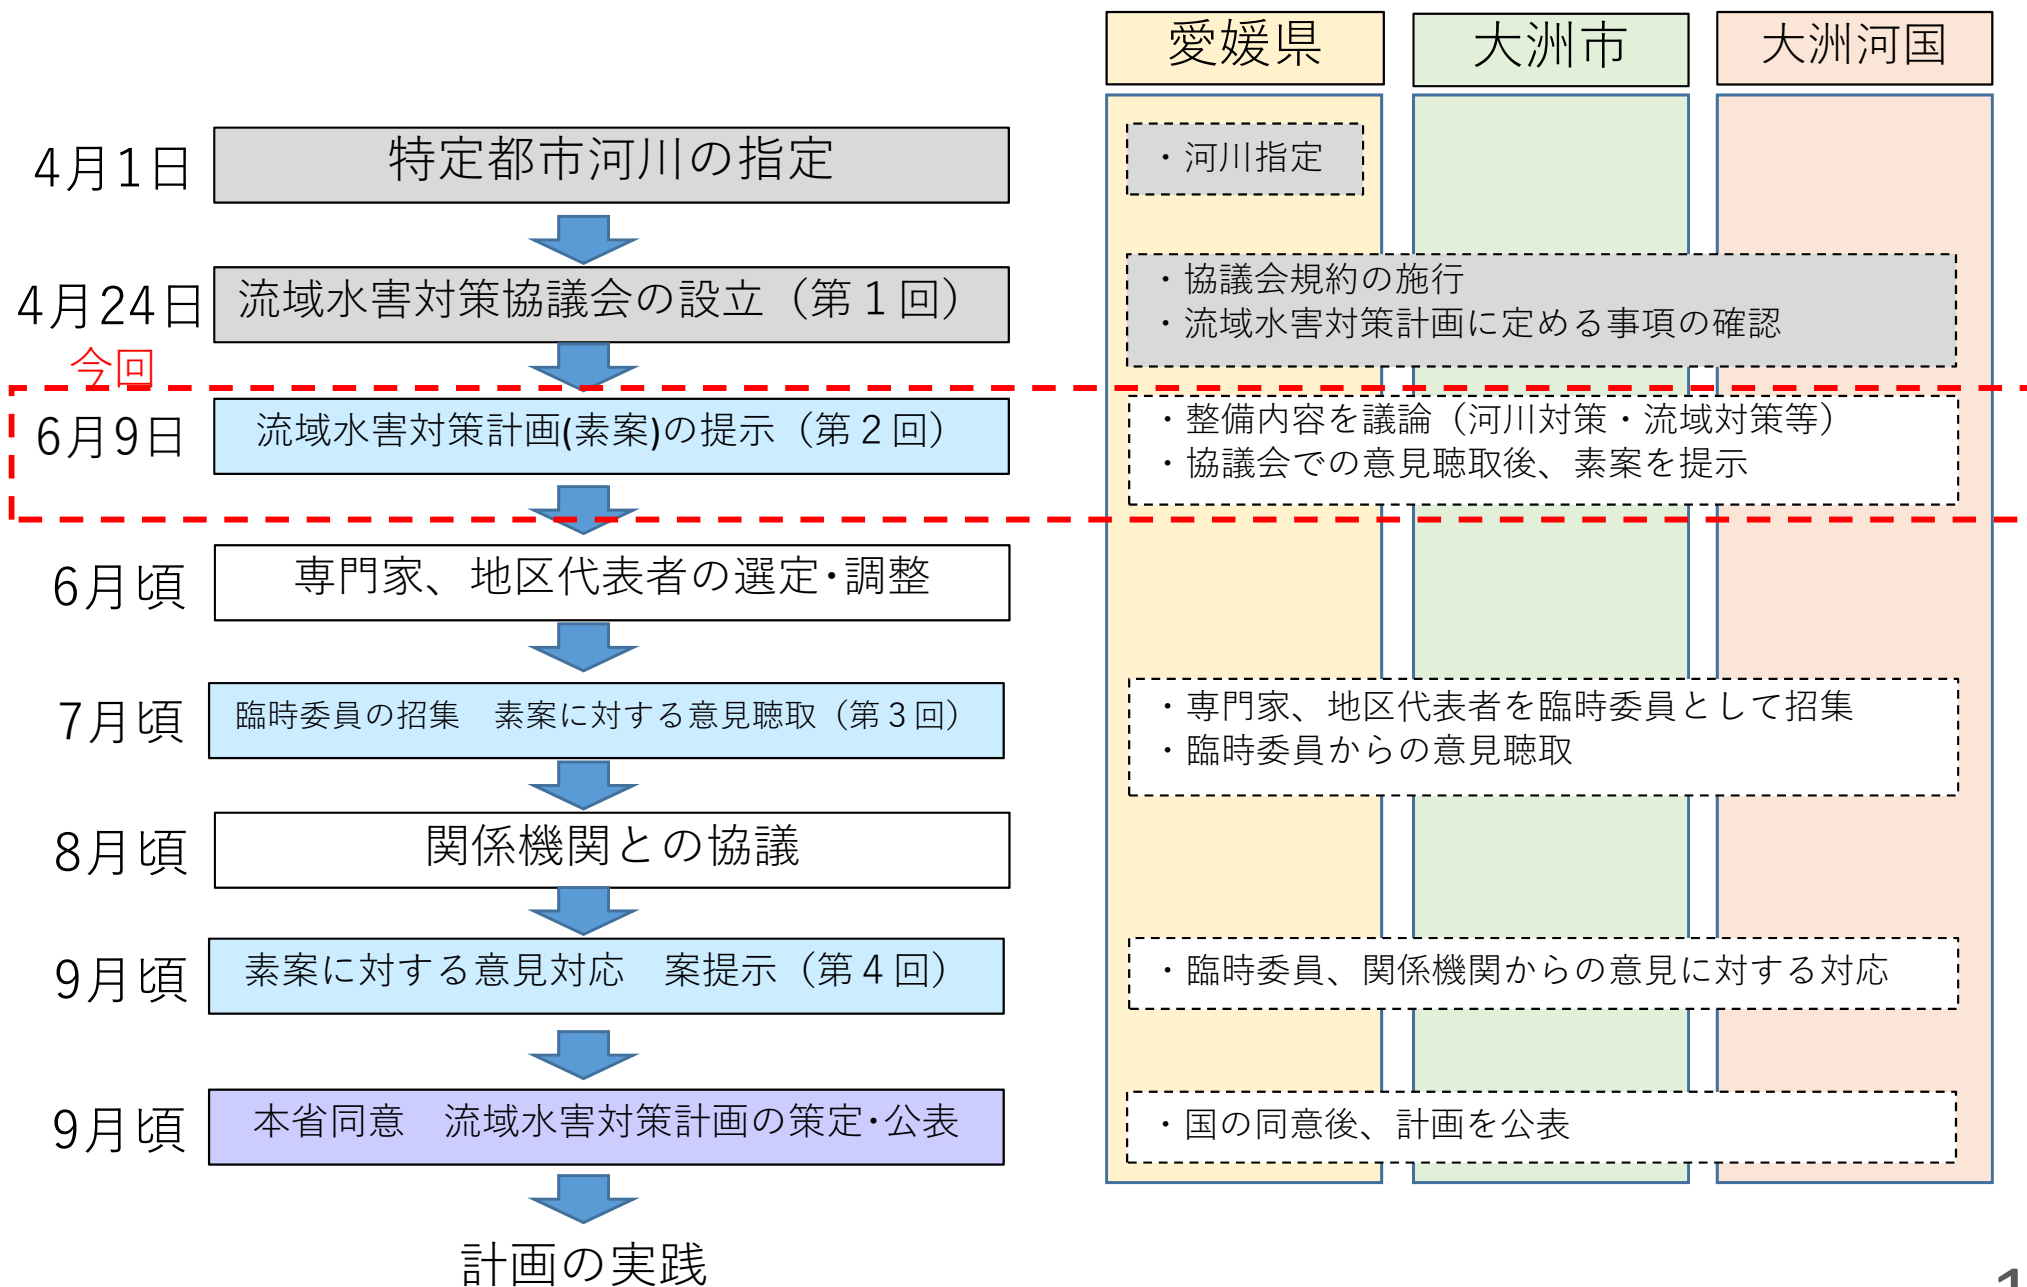 愛媛県
大洲市
大洲河国
4月1日
特定都市河川の指定
・河川指定
4月24日
流域水害対策協議会の設立（第１回）
・協議会規約の施行
・流域水害対策計画に定める事項の確認
今回
6月9日
流域水害対策計画(素案)の提示（第２回）
・整備内容を議論（河川対策・流域対策等）
・協議会での意見聴取後、素案を提示
6月頃
専門家、地区代表者の選定･調整
7月頃
臨時委員の招集　素案に対する意見聴取（第３回）
・専門家、地区代表者を臨時委員として招集
・臨時委員からの意見聴取
8月頃
関係機関との協議
9月頃
素案に対する意見対応　案提示（第４回）
・臨時委員、関係機関からの意見に対する対応
9月頃
本省同意　流域水害対策計画の策定･公表
・国の同意後、計画を公表
計画の実践
1